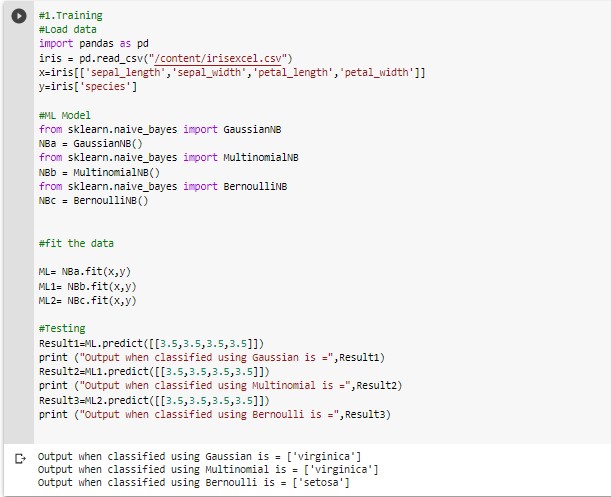 #1.Training
#Load data
import pandas as pd
iris = pd.read_csv("/content/irisexcel.csv")
x=iris[['sepal_length','sepal_width','petal_length','petal_width']]
y=iris['species']
#ML Model
from sklearn.naive_bayes import GaussianNB
NBa = GaussianNB()
from sklearn.naive_bayes import MultinomialNB
NBb = MultinomialNB()
from sklearn.naive_bayes import BernoulliNB
NBc = BernoulliNB()
#fit the data
ML= NBa.fit(x,y)
ML1= NBb.fit(x,y)
ML2= NBc.fit(x,y)
#Testing
Result1=ML.predict([[3.5,3.5,3.5,3.5]])
print ("Output when classified using Gaussian is =",Result1)
Result2=ML1.predict([[3.5,3.5,3.5,3.5]])
print ("Output when classified using Multinomial is =",Result2)
Result3=ML2.predict([[3.5,3.5,3.5,3.5]])
print ("Output when classified using Bernoulli is =",Result3)
Output when classified using Gaussian is = ['virginica']
Output when classified using Multinomial is = ['virginica']
Output when classified using Bernoulli is = ['setosa']